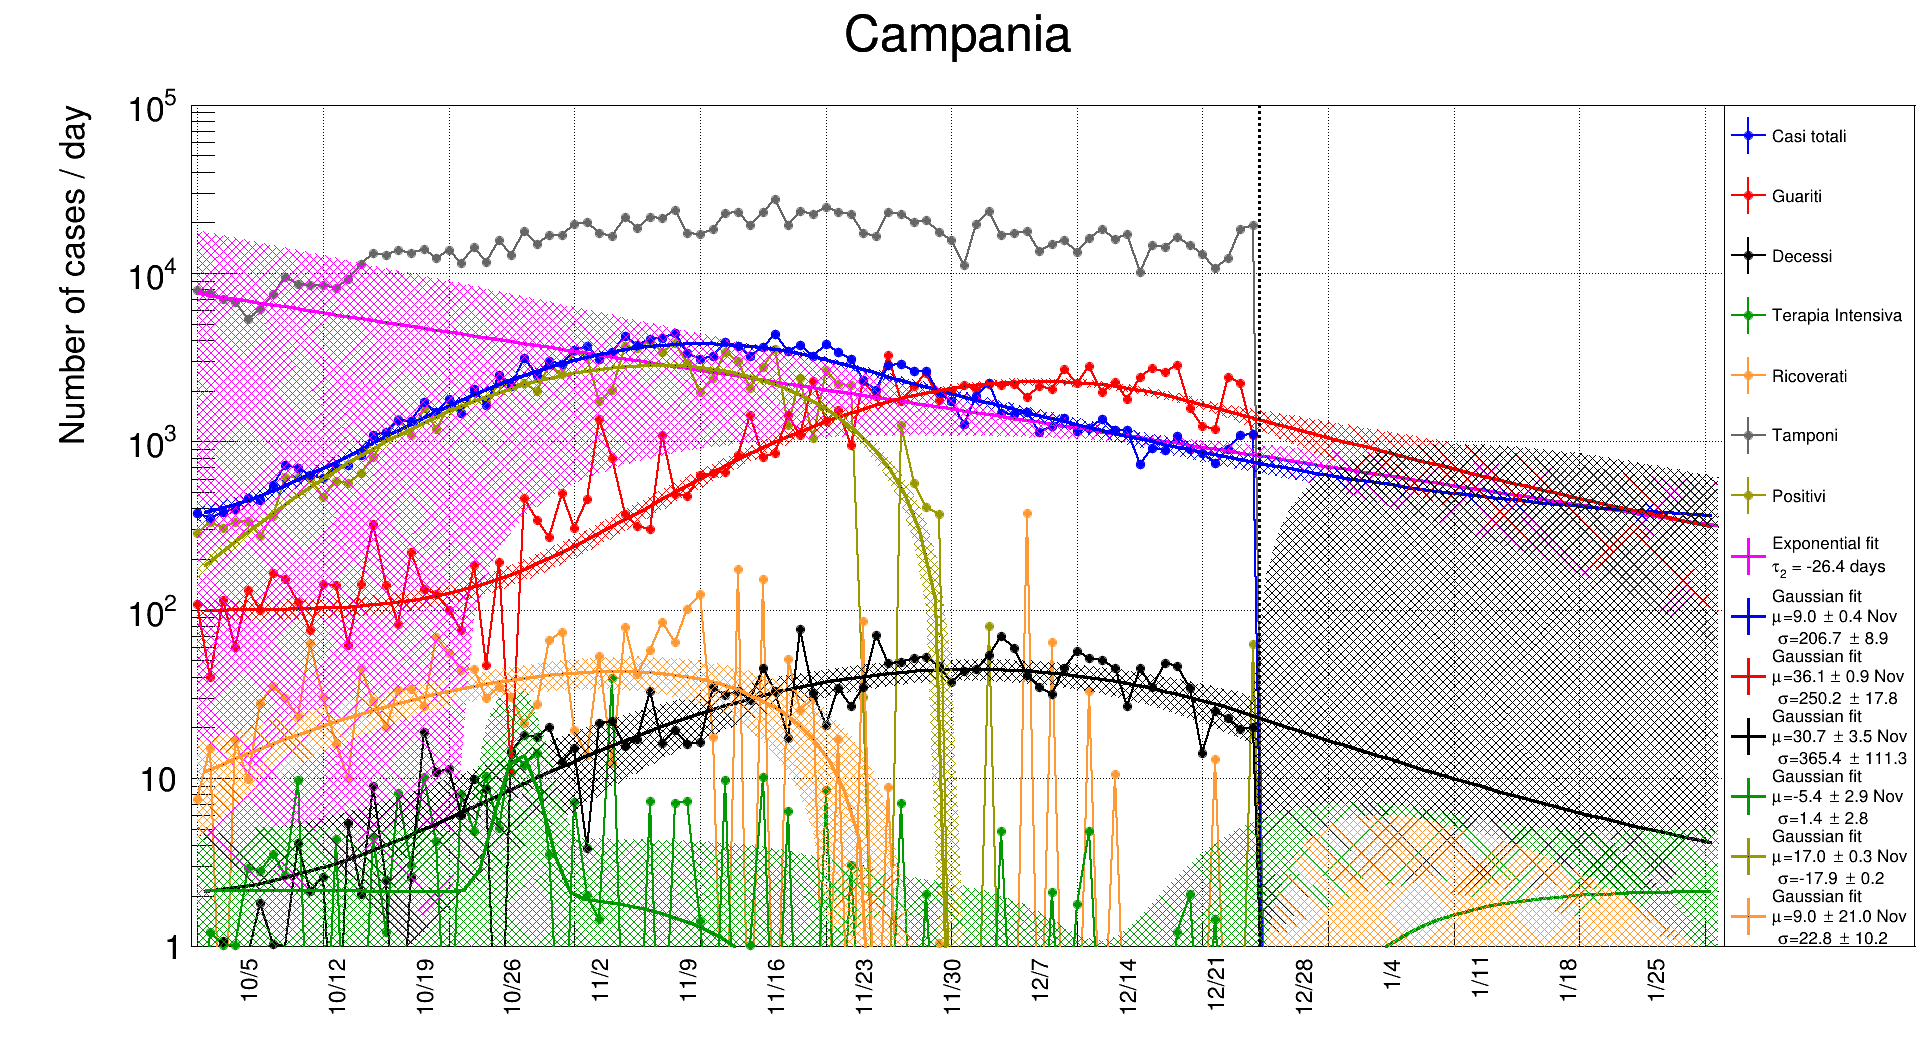 Campania
Number of cases / day
10^5
10^4
10^3
10^2
10
1
10/5
10/12
10/19
10/26
11/2
11/9
11/16
11/23
11/30
12/7
12/14
12/21
12/28
1/4
1/11
1/18
1/25
Casi totali
Guariti
Decessi
Terapia Intensiva
Ricoverati
Tamponi
Positivi
Exponential fit
τ₂ = -26.4 days
Gaussian fit
μ=9.0 ± 0.4 Nov
σ=206.7 ± 8.9
Gaussian fit
μ=36.1 ± 0.9 Nov
σ=250.2 ± 17.8
Gaussian fit
μ=30.7 ± 3.5 Nov
σ=365.4 ± 111.3
Gaussian fit
μ=-5.4 ± 2.9 Nov
σ=1.4 ± 2.8
Gaussian fit
μ=17.0 ± 0.3 Nov
σ=-17.9 ± 0.2
Gaussian fit
μ=9.0 ± 21.0 Nov
σ=22.8 ± 10.2